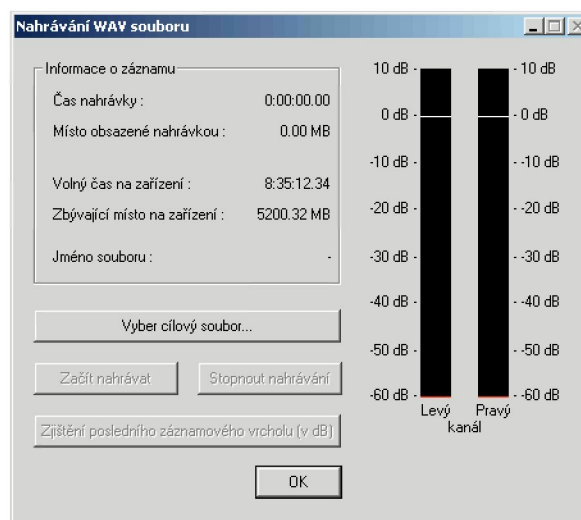 Nahrávání WAV souboru
Informace o záznamu
Čas nahrávky : 0:00:00.00
Místo obsazené nahrávkou : 0.00 MB
Volný čas na zařízení : 8:35:12.34
Zbývající místo na zařízení : 5200.32 MB
Jméno souboru : -
Vyber cílový soubor...
Začít nahrávat Stopnout nahrávání
Zjištění posledního záznamového vrcholu (v dB)
OK
10 dB - - 10 dB
0 dB - - 0 dB
-10 dB - - -10 dB
-20 dB - - -20 dB
-30 dB - - -30 dB
-40 dB - - -40 dB
-50 dB - - -50 dB
-60 dB - - -60 dB
Levý Pravý
kanál